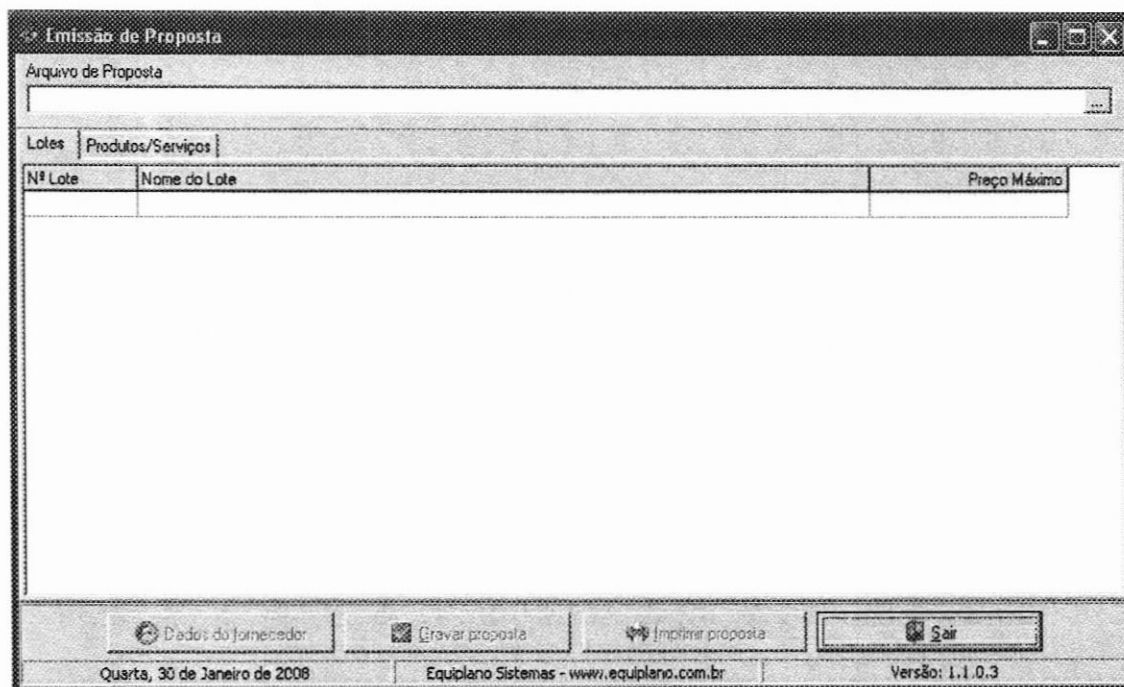 Emissão de Proposta
Arquivo de Proposta
...
Lotes Produtos/Serviços
Nº Lote Nome do Lote Preço Máximo
Dados do fornecedor Gravar proposta Imprimir proposta Sair
Quarta, 30 de Janeiro de 2008 Equiplano Sistemas - www.equiplano.com.br Versão: 1.1.0.3